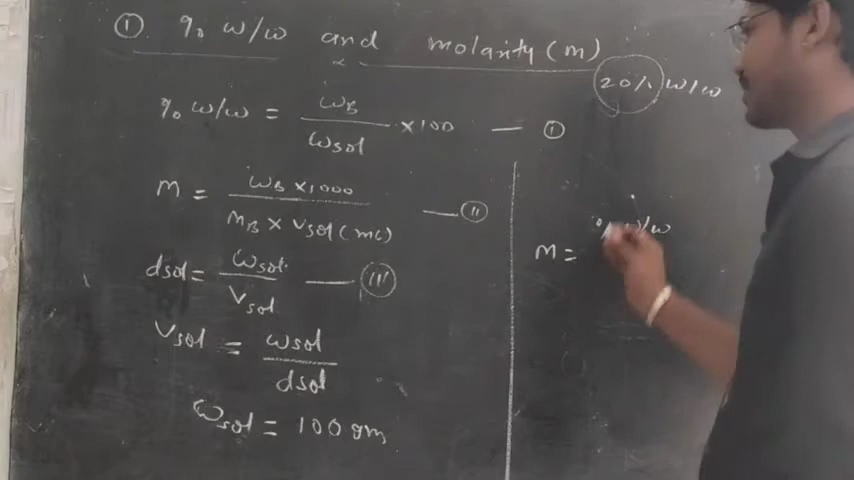 ① . % w/w and molarity (m)
20% w/w
% w/w = WB / Wsol × 100 — ①
m = WB × 1000 / MB × Vsol (mL) — ⑪
dsol = Wsol / Vsol — (III)
Vsol = Wsol / dsol
Wsol = 100 gm
% w/w
m =